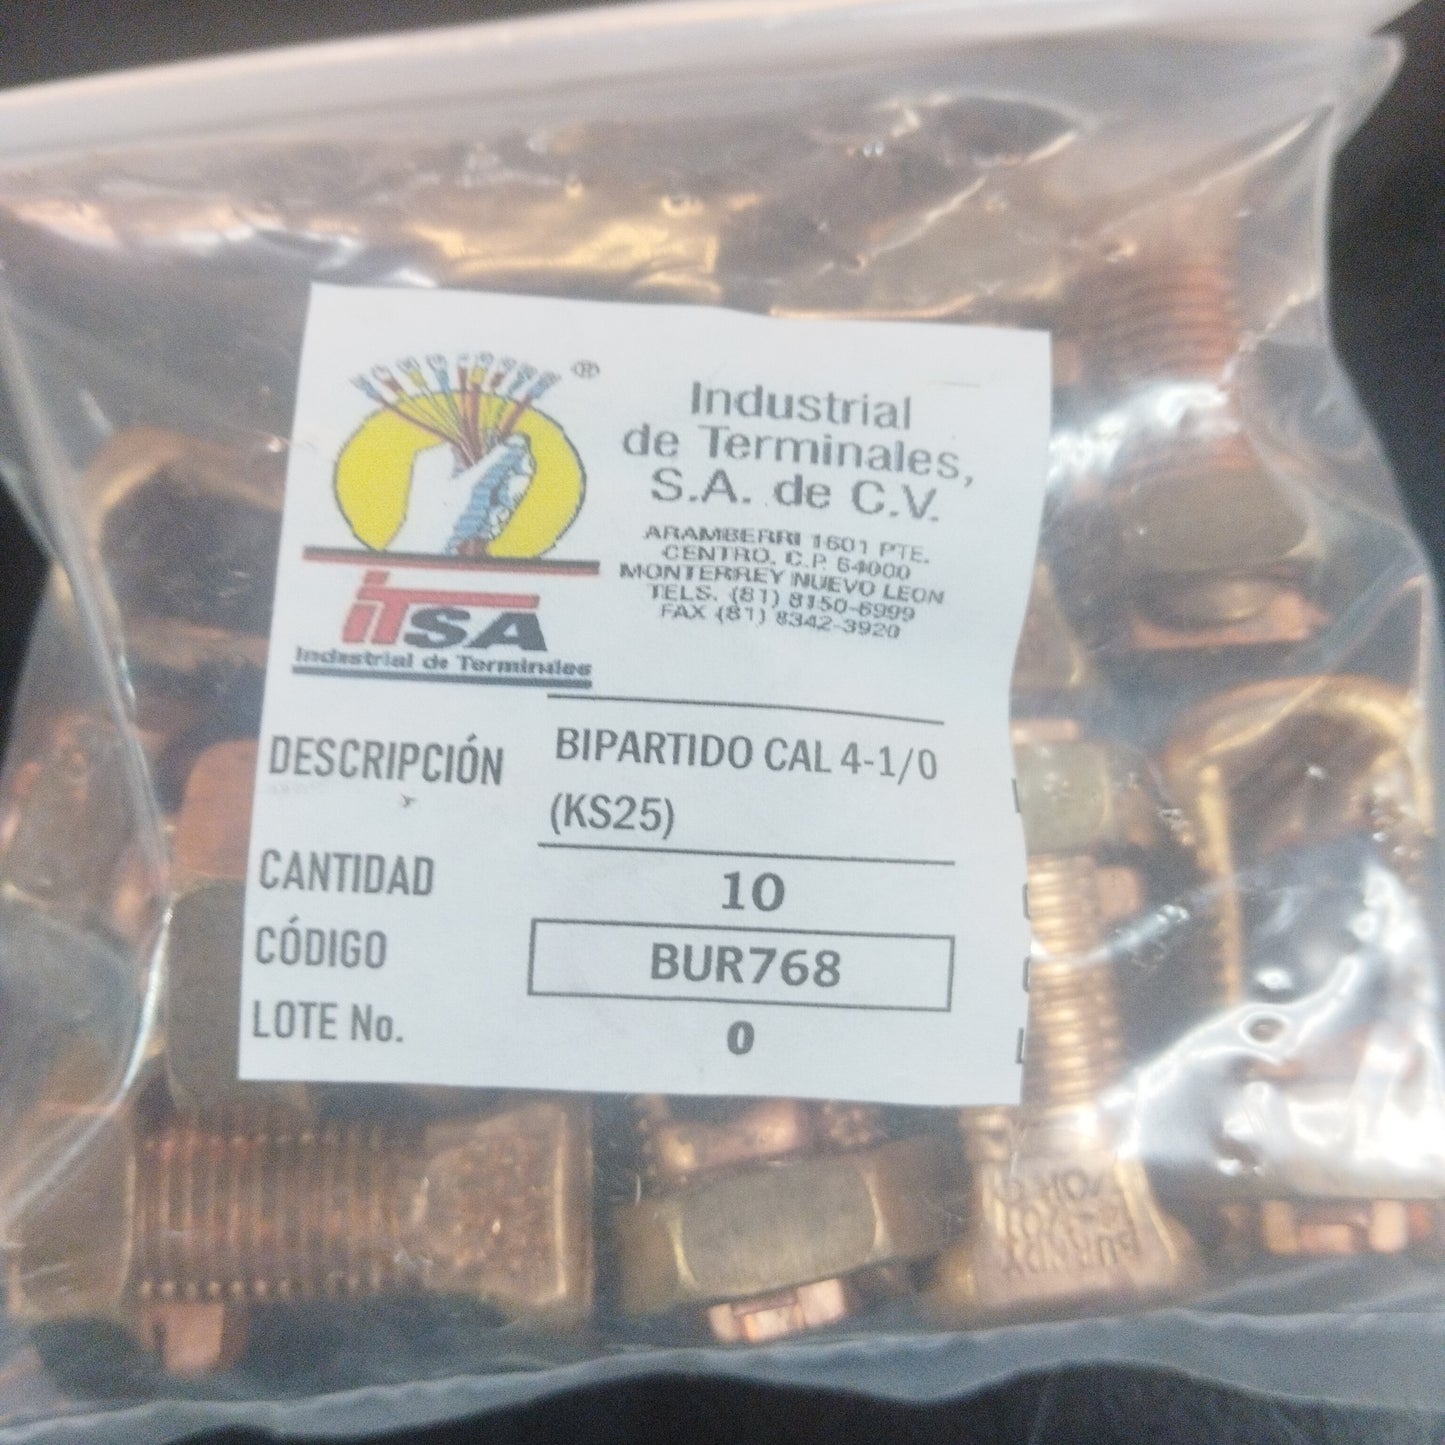 ®
Industrial
de Terminales,
S.A. de C.V.
ARAMBERRI 1601 PTE.
CENTRO, C.P. 64000
MONTERREY NUEVO LEON
TELS. (81) 8150-6999
FAX (81) 8342-3920
iTSA
Industrial de Terminales
DESCRIPCIÓN BIPARTIDO CAL 4-1/0
(KS25)
CANTIDAD 10
CÓDIGO BUR768
LOTE No. 0
BURNDY